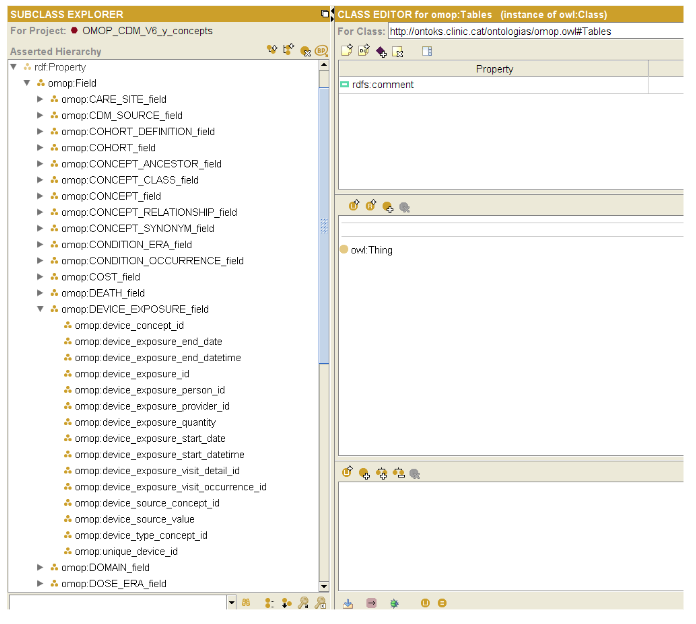 SUBCLASS EXPLORER
For Project: OMOP_CDM_V6_y_concepts
Asserted Hierarchy
rdf:Property
omop:Field
omop:CARE_SITE_field
omop:CDM_SOURCE_field
omop:COHORT_DEFINITION_field
omop:COHORT_field
omop:CONCEPT_ANCESTOR_field
omop:CONCEPT_CLASS_field
omop:CONCEPT_field
omop:CONCEPT_RELATIONSHIP_field
omop:CONCEPT_SYNONYM_field
omop:CONDITION_ERA_field
omop:CONDITION_OCCURRENCE_field
omop:COST_field
omop:DEATH_field
omop:DEVICE_EXPOSURE_field
omop:device_concept_id
omop:device_exposure_end_date
omop:device_exposure_end_datetime
omop:device_exposure_id
omop:device_exposure_person_id
omop:device_exposure_provider_id
omop:device_exposure_quantity
omop:device_exposure_start_date
omop:device_exposure_start_datetime
omop:device_exposure_visit_detail_id
omop:device_exposure_visit_occurrence_id
omop:device_source_concept_id
omop:device_source_value
omop:device_type_concept_id
omop:unique_device_id
omop:DOMAIN_field
omop:DOSE_ERA_field
CLASS EDITOR for omop:Tables (instance of owl:Class)
For Class: http://ontoks.clinic.cat/ontologias/omop.owl#Tables
Property
rdfs:comment
owl:Thing